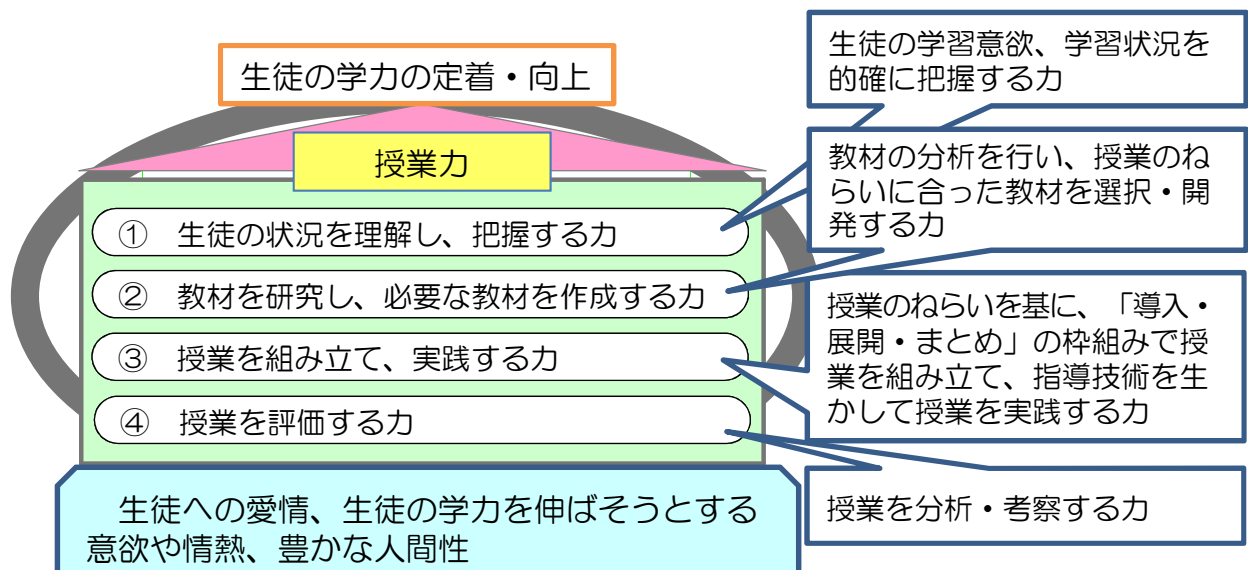 生徒の学力の定着・向上
授業力
① 生徒の状況を理解し、把握する力
② 教材を研究し、必要な教材を作成する力
③ 授業を組み立て、実践する力
④ 授業を評価する力
生徒への愛情、生徒の学力を伸ばそうとする
意欲や情熱、豊かな人間性
生徒の学習意欲、学習状況を
的確に把握する力
教材の分析を行い、授業のね
らいに合った教材を選択・開
発する力
授業のねらいを基に、「導入・
展開・まとめ」の枠組みで授
業を組み立て、指導技術を生
かして授業を実践する力
授業を分析・考察する力